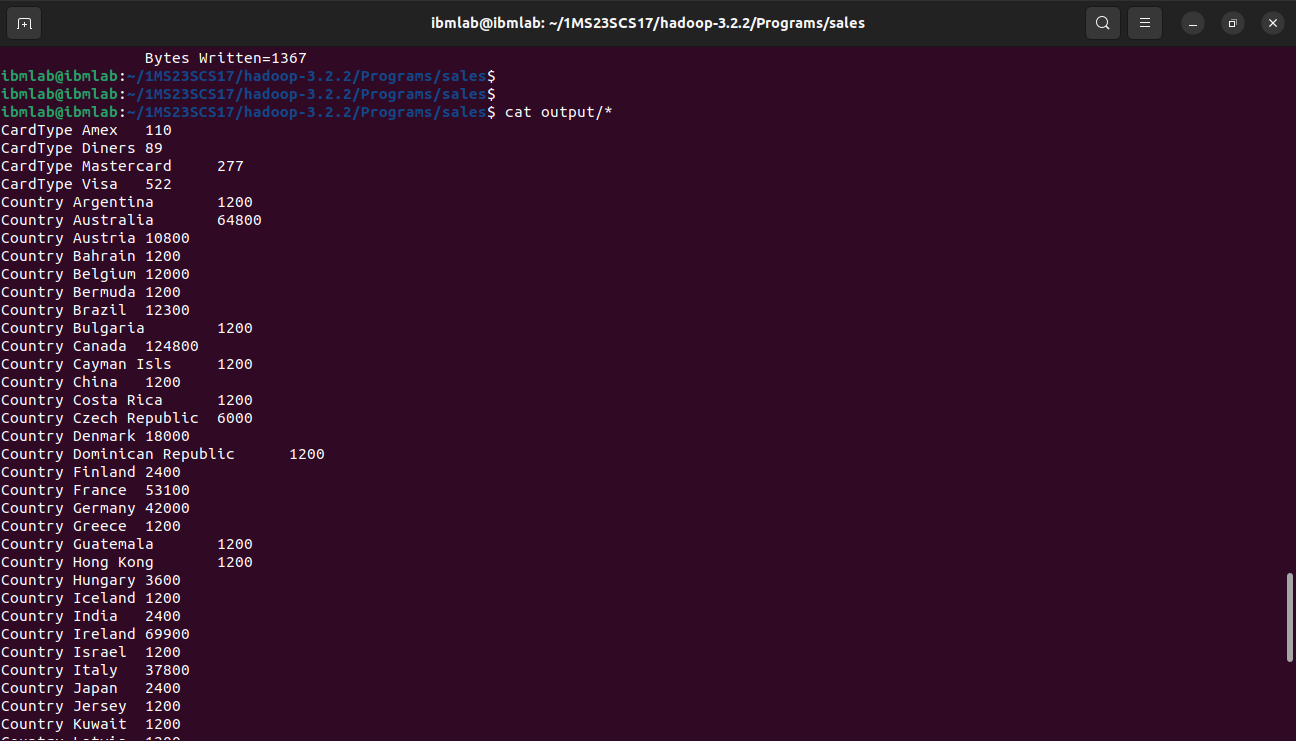 ibmlab@ibmlab: ~/1MS23SCS17/hadoop-3.2.2/Programs/sales
Bytes Written=1367
ibmlab@ibmlab:~/1MS23SCS17/hadoop-3.2.2/Programs/sales$
ibmlab@ibmlab:~/1MS23SCS17/hadoop-3.2.2/Programs/sales$
ibmlab@ibmlab:~/1MS23SCS17/hadoop-3.2.2/Programs/sales$ cat output/*
CardType Amex 110
CardType Diners 89
CardType Mastercard 277
CardType Visa 522
Country Argentina 1200
Country Australia 64800
Country Austria 10800
Country Bahrain 1200
Country Belgium 12000
Country Bermuda 1200
Country Brazil 12300
Country Bulgaria 1200
Country Canada 124800
Country Cayman Isls 1200
Country China 1200
Country Costa Rica 1200
Country Czech Republic 6000
Country Denmark 18000
Country Dominican Republic 1200
Country Finland 2400
Country France 53100
Country Germany 42000
Country Greece 1200
Country Guatemala 1200
Country Hong Kong 1200
Country Hungary 3600
Country Iceland 1200
Country India 2400
Country Ireland 69900
Country Israel 1200
Country Italy 37800
Country Japan 2400
Country Jersey 1200
Country Kuwait 1200
Country Latvia 1200